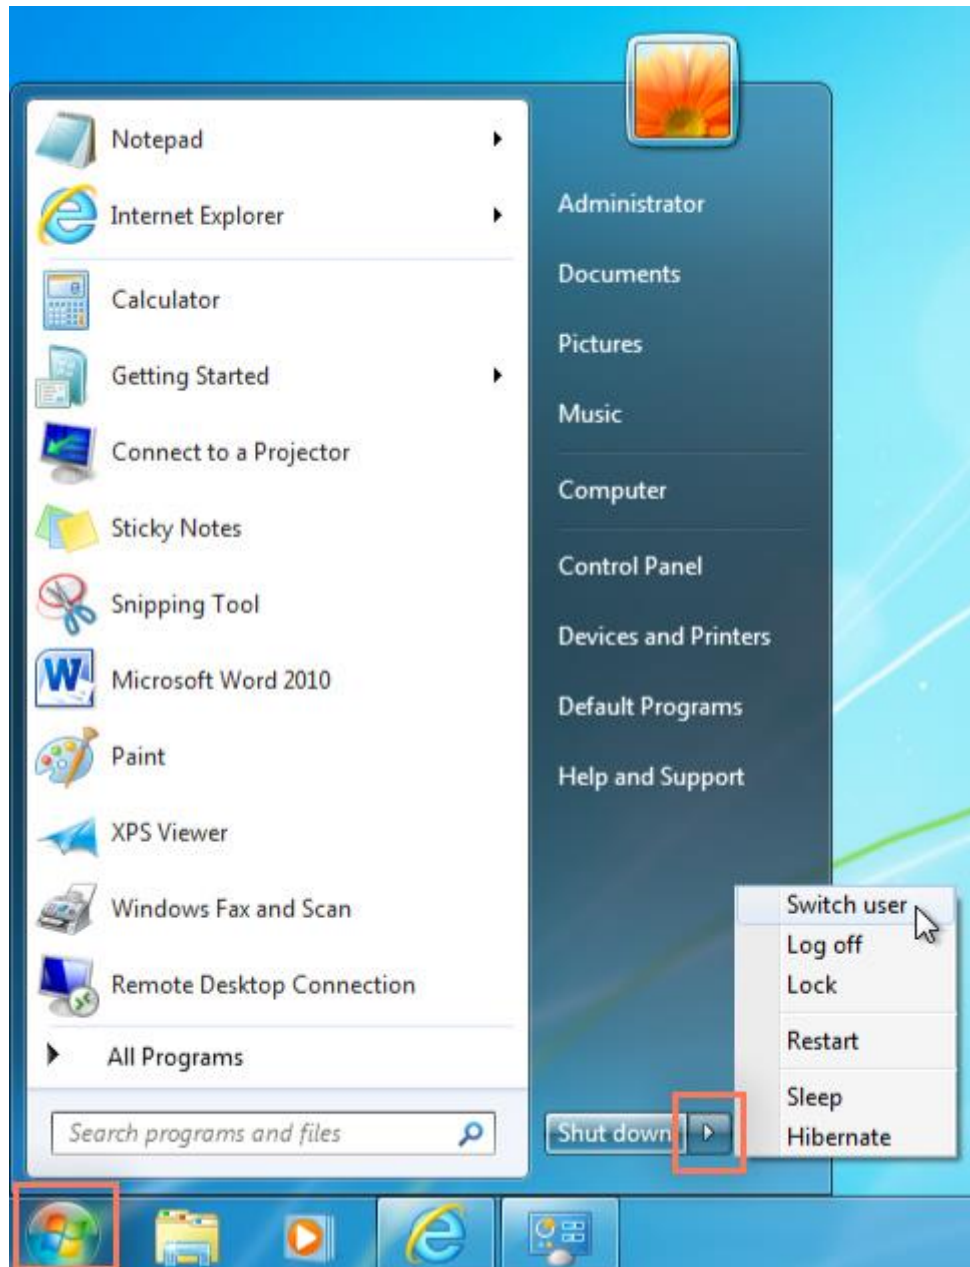 Notepad
Internet Explorer
Calculator
Getting Started
Connect to a Projector
Sticky Notes
Snipping Tool
Microsoft Word 2010
Paint
XPS Viewer
Windows Fax and Scan
Remote Desktop Connection
All Programs
Search programs and files
Administrator
Documents
Pictures
Music
Computer
Control Panel
Devices and Printers
Default Programs
Help and Support
Shut down
Switch user
Log off
Lock
Restart
Sleep
Hibernate